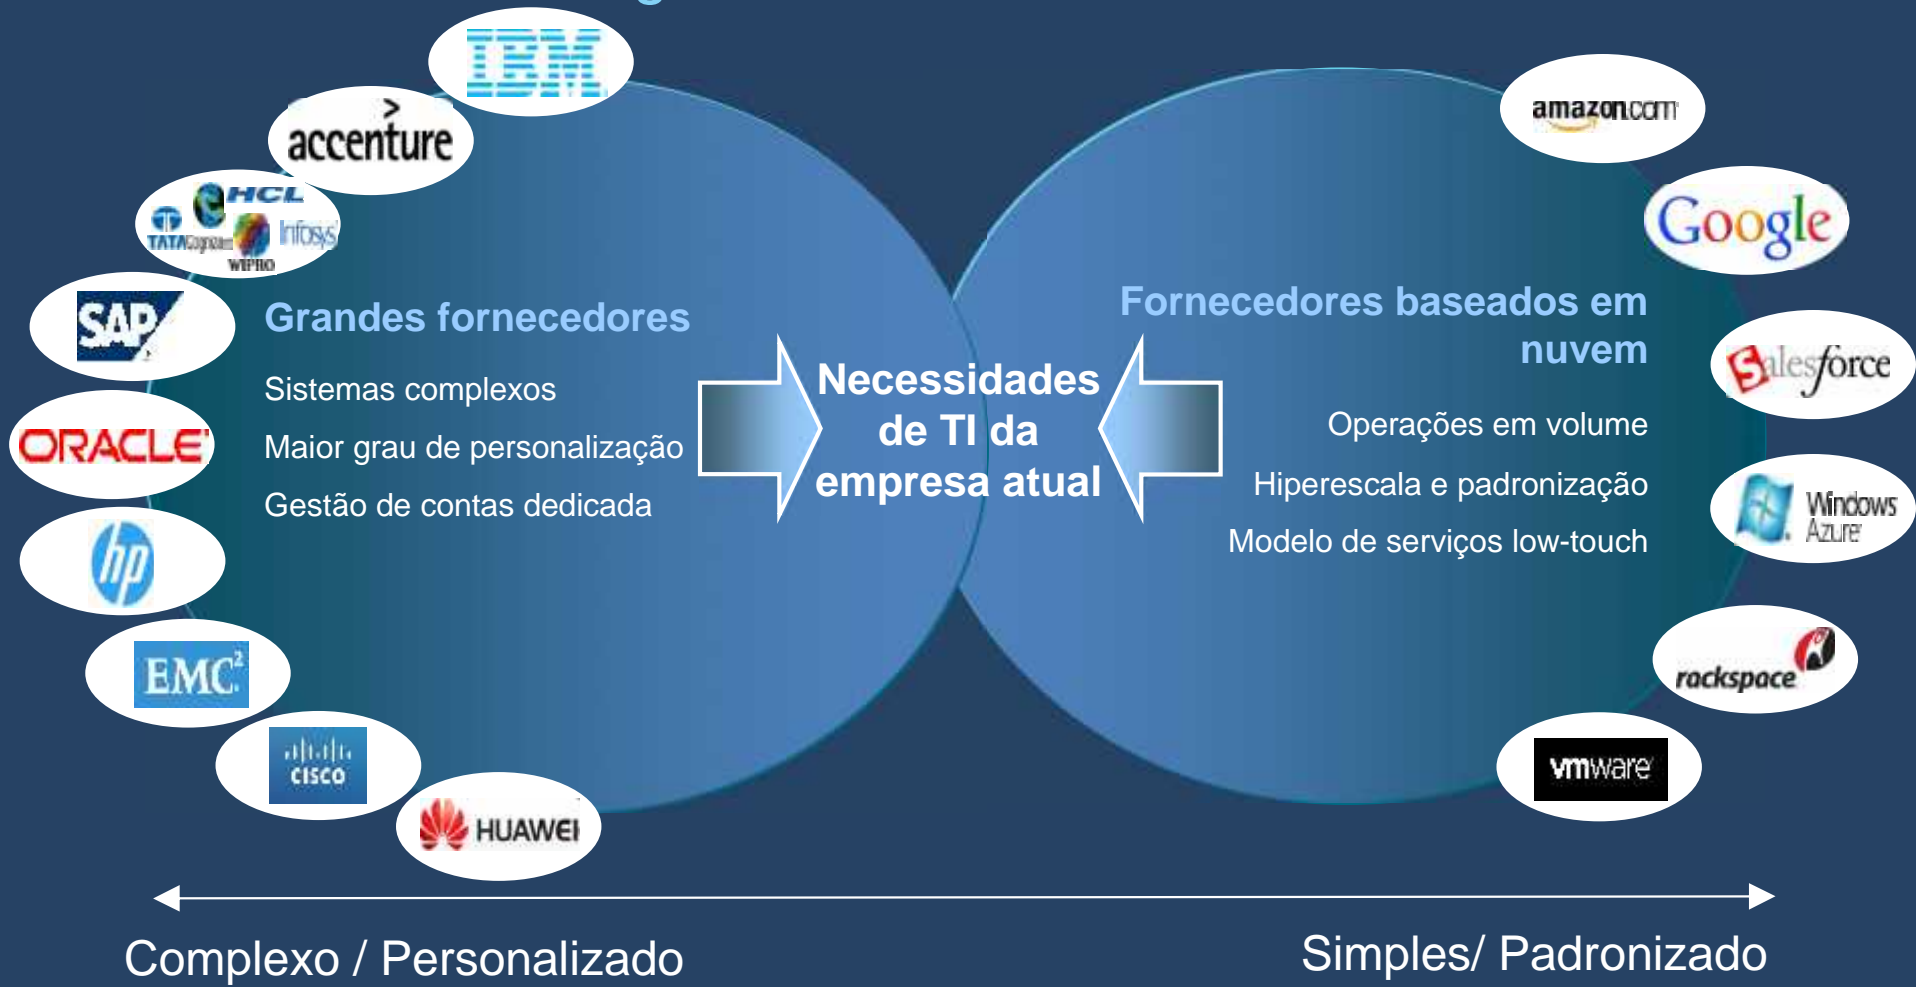 IBM
accenture
HCL
TATA
Cognizant
Infosys
WIPRO
SAP
ORACLE
hp
EMC²
CISCO
HUAWEI
Grandes fornecedores
Sistemas complexos
Maior grau de personalização
Gestão de contas dedicada
Necessidades
de TI da
empresa atual
Fornecedores baseados em
nuvem
Operações em volume
Hiperescala e padronização
Modelo de serviços low-touch
amazon.com
Google
Salesforce
Windows
Azure
rackspace
vmware
Complexo / Personalizado
Simples/ Padronizado